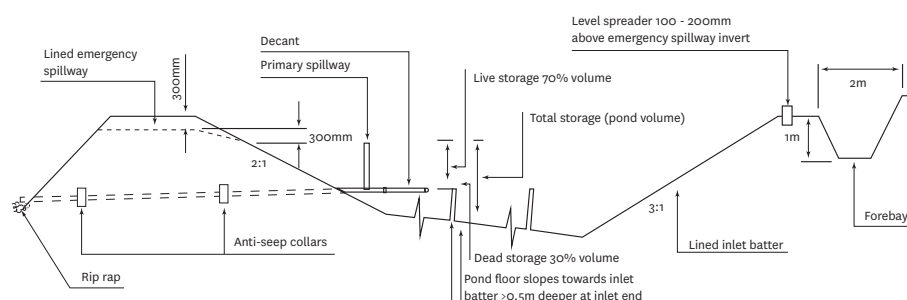 Level spreader 100 - 200mm
above emergency spillway invert
Lined emergency
spillway
Decant
Primary spillway
300mm
Live storage 70% volume
2m
Total storage (pond volume)
300mm
1m
2:1
3:1
Forebay
Anti-seep collars
Lined inlet batter
Dead storage 30% volume
Rip rap
Pond floor slopes towards inlet
batter >0.5m deeper at inlet end